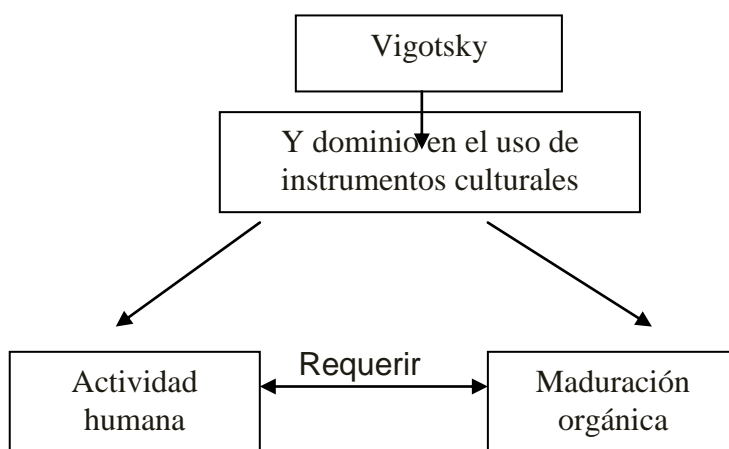 Vigotsky
Y dominio en el uso de
instrumentos culturales
Requerir
Actividad
humana
Maduración
orgánica